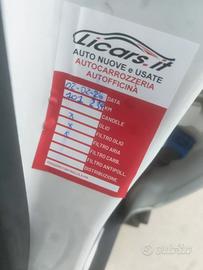 Licars.it
AUTO NUOVE e USATE
AUTOCARROZZERIA
AUTOFFICINA
DATA
KM
CANDELE
OLIO
FILTRO OLIO
FILTRO ARIA
FILTRO CARB.
FILTRO ANTIPOLL.
DISTRIBUZIONE
subito